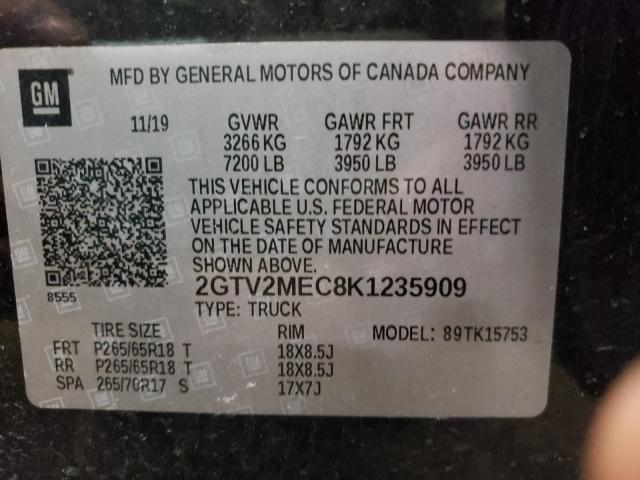 GM
MFD BY GENERAL MOTORS OF CANADA COMPANY
11/19 GVWR GAWR FRT GAWR RR
3266 KG 1792 KG 1792 KG
7200 LB 3950 LB 3950 LB
THIS VEHICLE CONFORMS TO ALL
APPLICABLE U.S. FEDERAL MOTOR
VEHICLE SAFETY STANDARDS IN EFFECT
ON THE DATE OF MANUFACTURE
SHOWN ABOVE.
8555
2GTV2MEC8K1235909
TYPE: TRUCK
TIRE SIZE RIM MODEL: 89TK15753
FRT P265/65R18 T 18X8.5J
RR P265/65R18 T 18X8.5J
SPA 265/70R17 S 17X7J